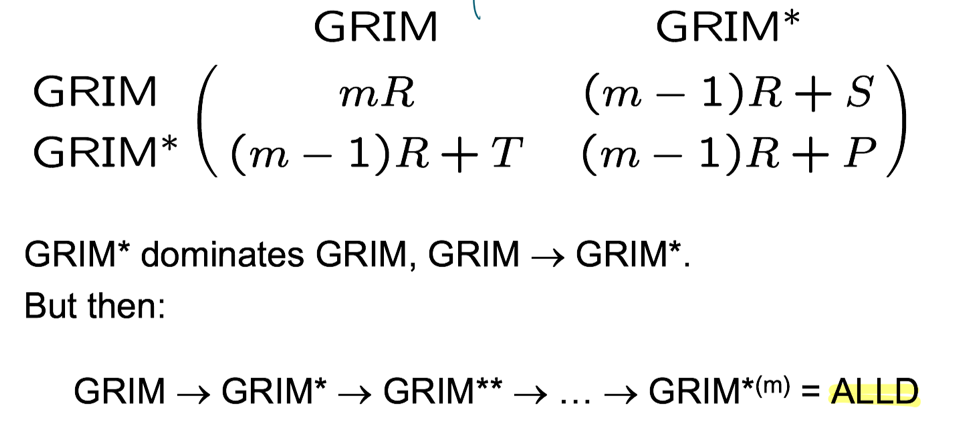 GRIM GRIM*
GRIM ( mR (m − 1)R + S )
GRIM* ( (m − 1)R + T (m − 1)R + P )
GRIM* dominates GRIM, GRIM → GRIM*.
But then:
GRIM → GRIM* → GRIM** → ... → GRIM*(m) = ALLD